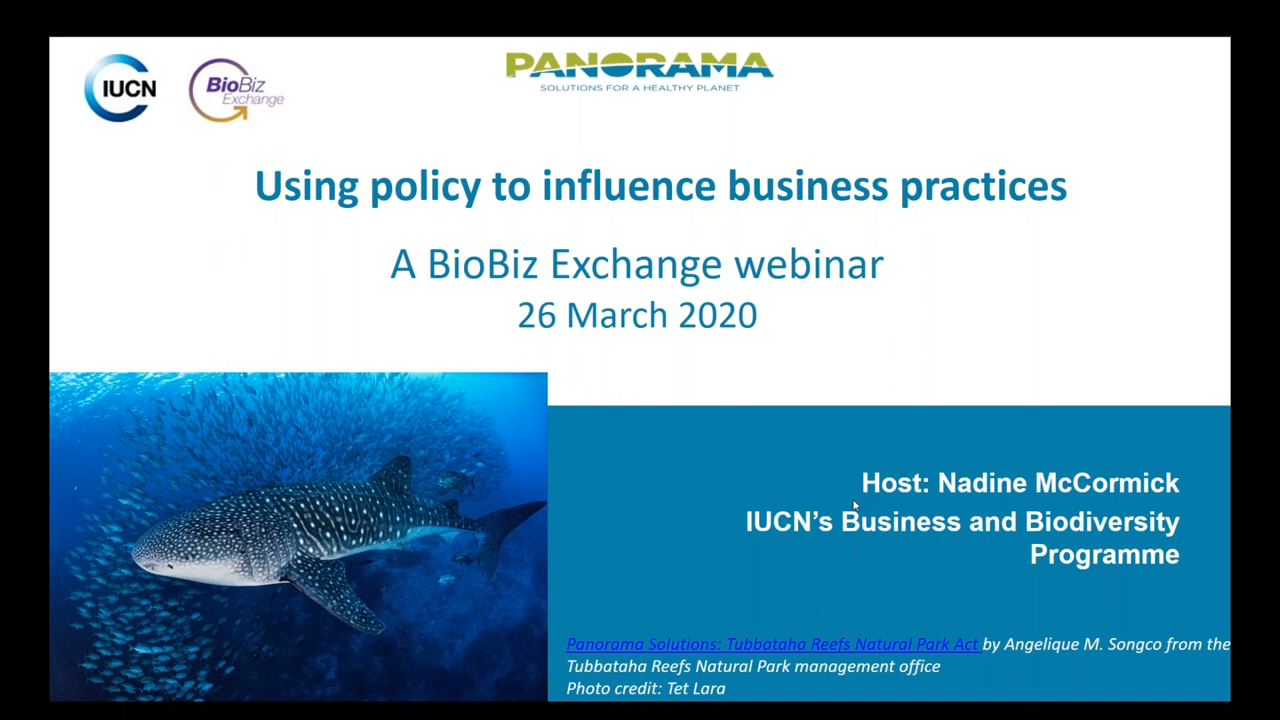 IUCN
BioBiz
Exchange
PANORAMA
SOLUTIONS FOR A HEALTHY PLANET
Using policy to influence business practices
A BioBiz Exchange webinar
26 March 2020
Host: Nadine McCormick
IUCN’s Business and Biodiversity
Programme
Panorama Solutions: Tubbataha Reefs Natural Park Act by Angelique M. Songco from the
Tubbataha Reefs Natural Park management office
Photo credit: Tet Lara